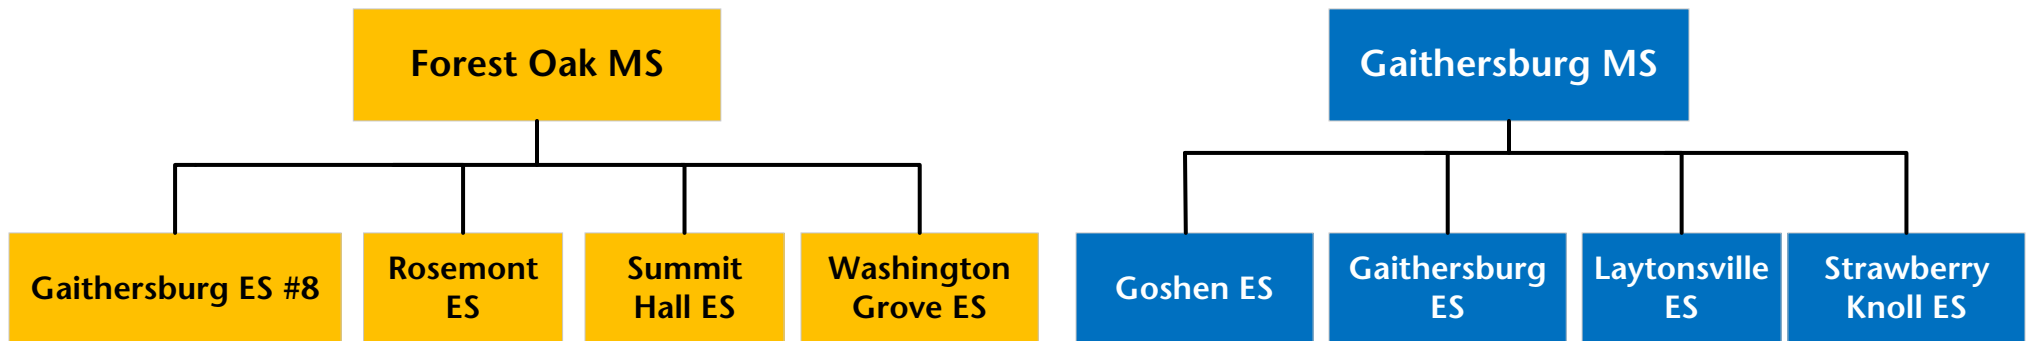 Forest Oak MS
Gaithersburg MS
Gaithersburg ES #8
Rosemont
ES
Summit
Hall ES
Washington
Grove ES
Goshen ES
Gaithersburg
ES
Laytonsville
ES
Strawberry
Knoll ES